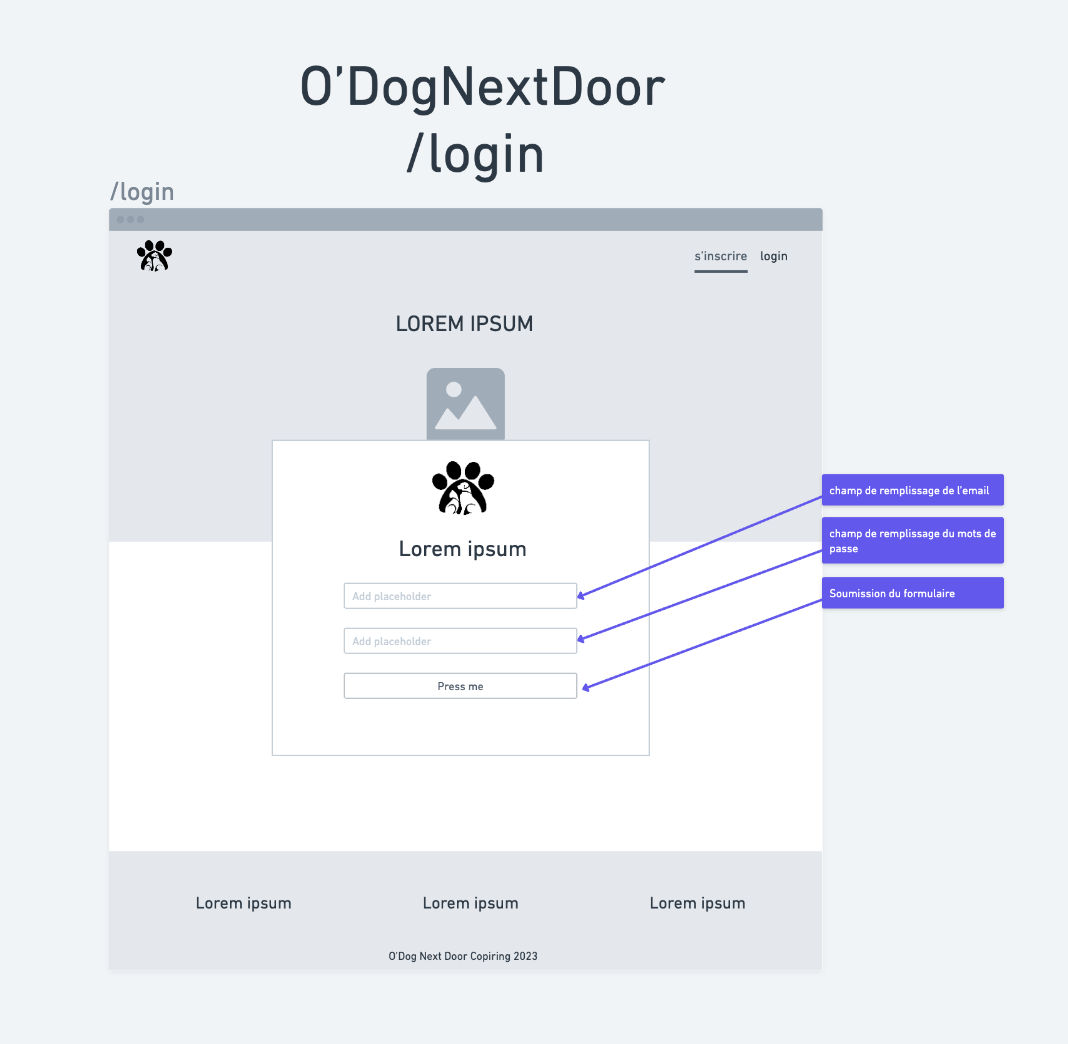 O'DogNextDoor
/login
/login
s'inscrire
login
LOREM IPSUM
Lorem ipsum
Add placeholder
Add placeholder
Press me
champ de remplissage de l'email
champ de remplissage du mots de
passe
Soumission du formulaire
Lorem ipsum
Lorem ipsum
Lorem ipsum
O'Dog Next Door Copiring 2023